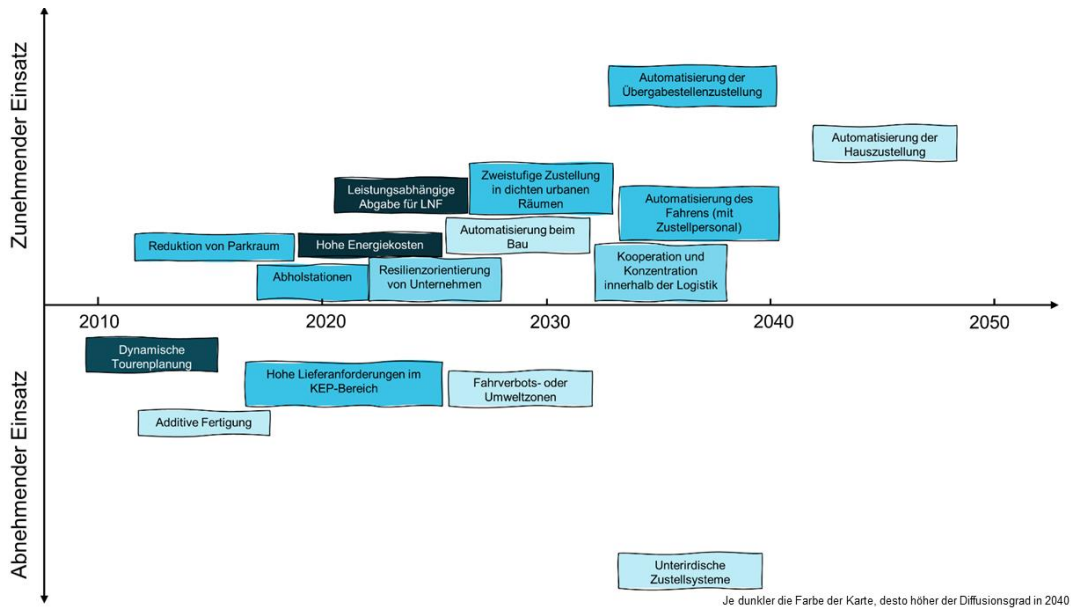 Zunehmender Einsatz
Automatisierung der
Übergabestellenzustellung
Automatisierung der
Hauszustellung
Zweistufige Zustellung
in dichten urbanen
Räumen
Leistungsabhängige
Abgabe für LNF
Automatisierung des
Fahrens (mit
Zustellpersonal)
Automatisierung beim
Bau
Reduktion von Parkraum
Hohe Energiekosten
Kooperation und
Konzentration
innerhalb der Logistik
Abholstationen
Resilienzorientierung
von Unternehmen
2010
2020
2030
2040
2050
Abnehmender Einsatz
Dynamische
Tourenplanung
Hohe Lieferanforderungen im
KEP-Bereich
Fahrverbots- oder
Umweltzonen
Additive Fertigung
Unterirdische
Zustellsysteme
Je dunkler die Farbe der Karte, desto höher der Diffusionsgrad in 2040